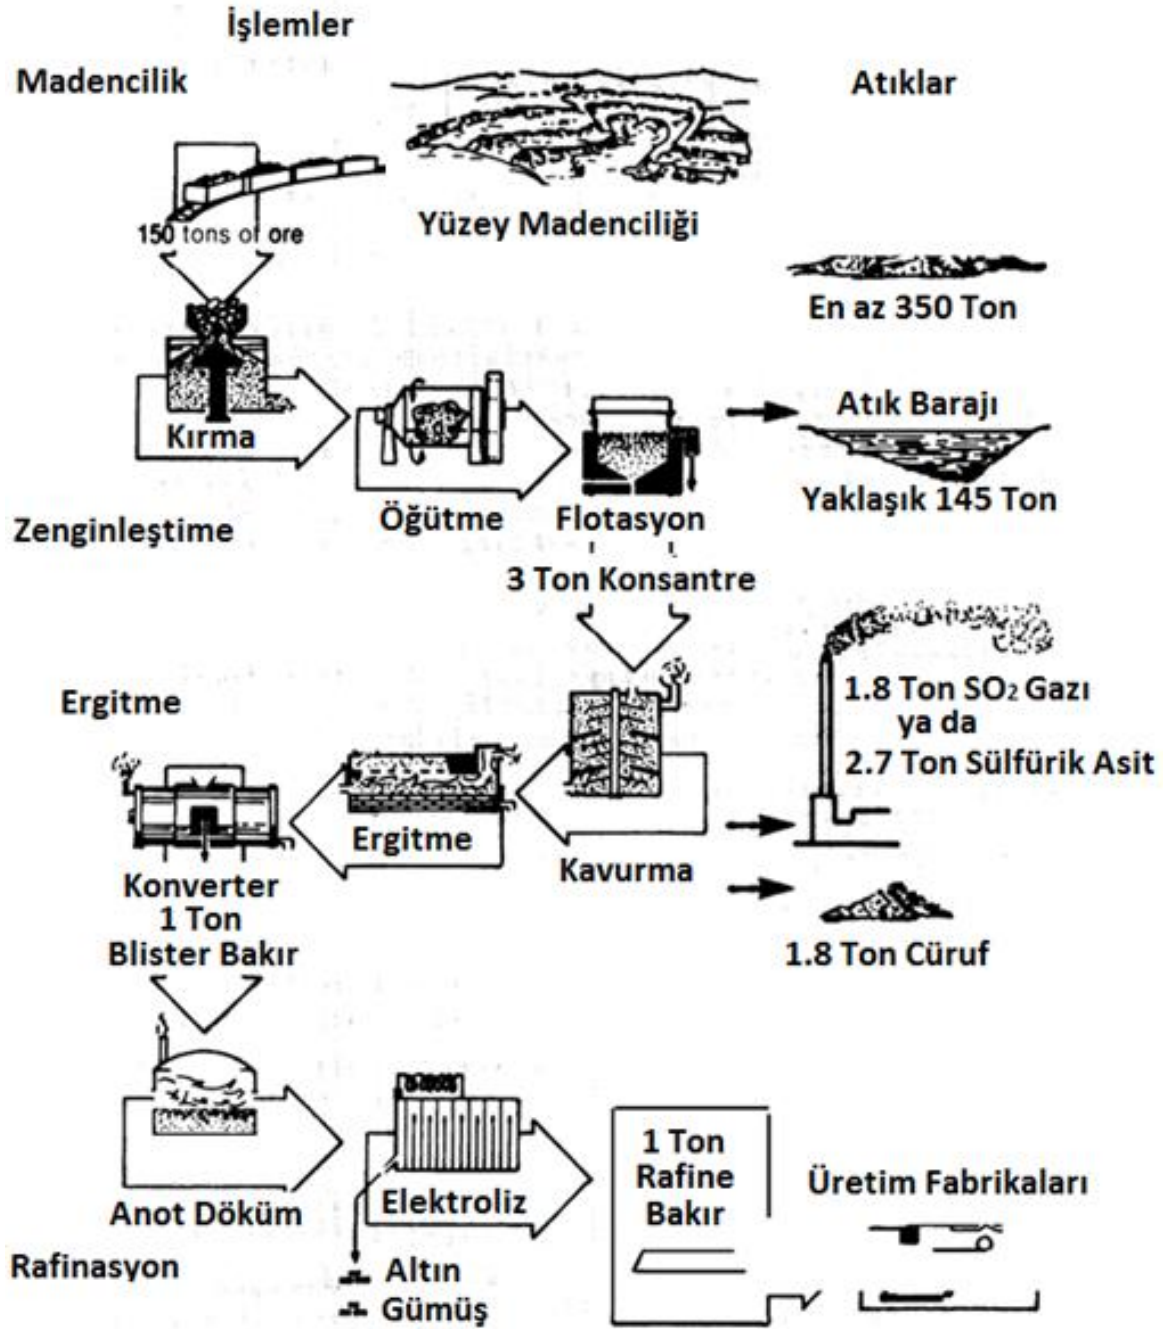 İşlemler
Madencilik
Atıklar
150 tons of ore
Yüzey Madenciliği
En az 350 Ton
Kırma
Atık Barajı
Yaklaşık 145 Ton
Öğütme
Flotasyon
Zenginleştime
3 Ton Konsantre
Ergitme
1.8 Ton SO₂ Gazı
ya da
2.7 Ton Sülfürik Asit
Ergitme
Kavurma
Konverter
1 Ton
Blister Bakır
1.8 Ton Cüruf
1 Ton
Rafine
Bakır
Üretim Fabrikaları
Anot Döküm
Elektroliz
Rafinasyon
Altın
Gümüş